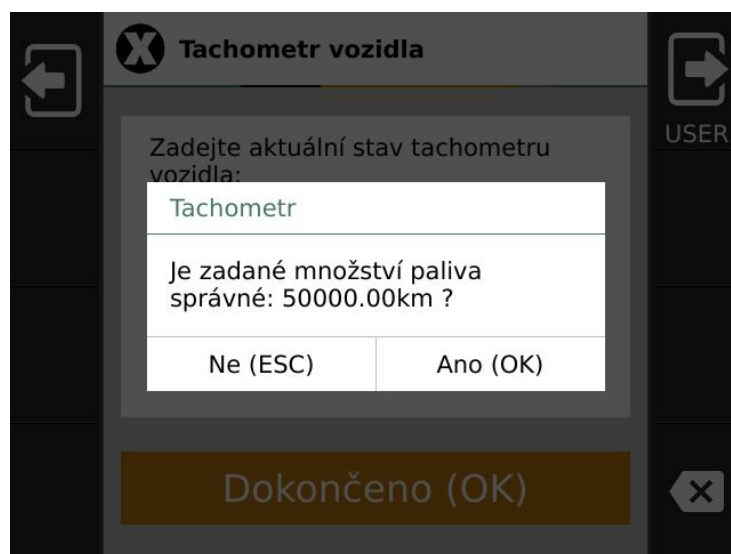 Tachometr vozidla
USER
Zadejte aktuální stav tachometru
vozidla:
Tachometr
Je zadané množství paliva
správné: 50000.00km ?
Ne (ESC)
Ano (OK)
Dokončeno (OK)